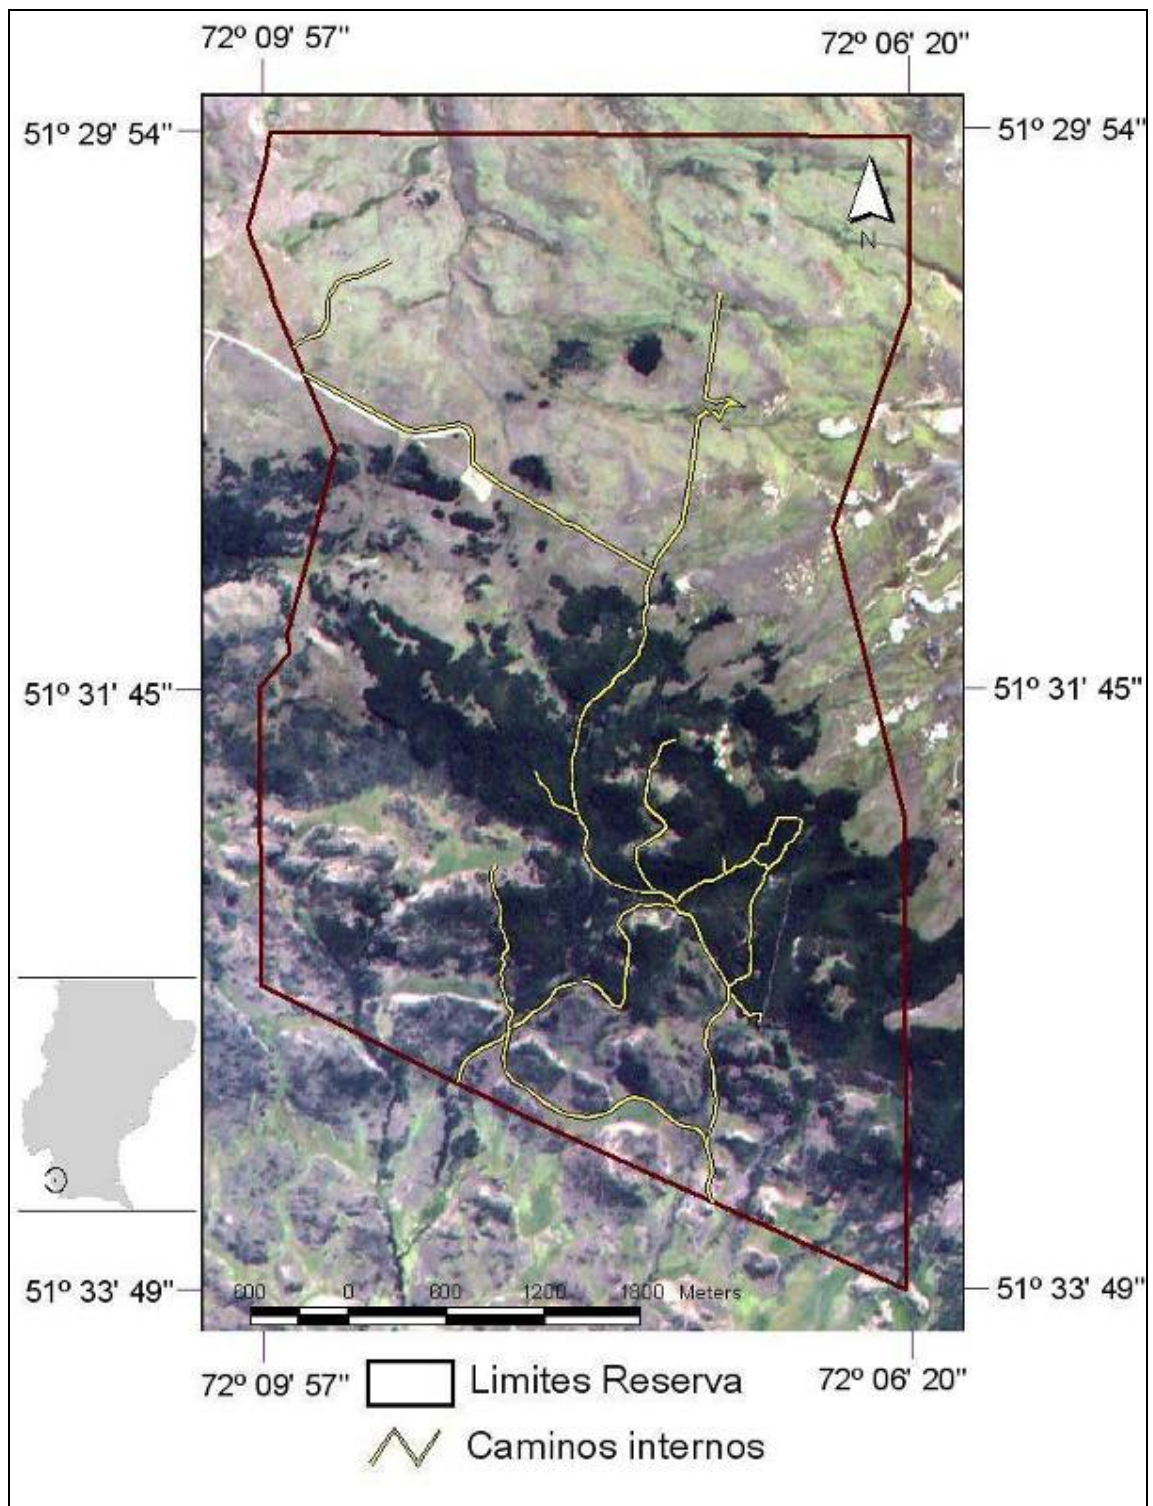 72º 09' 57"
72º 06' 20"
51º 29' 54"
51º 29' 54"
N
51º 31' 45"
51º 31' 45"
51º 33' 49"
600 0 600 1200 1800 Meters
51º 33' 49"
72º 09' 57"
72º 06' 20"
Limites Reserva
Caminos internos